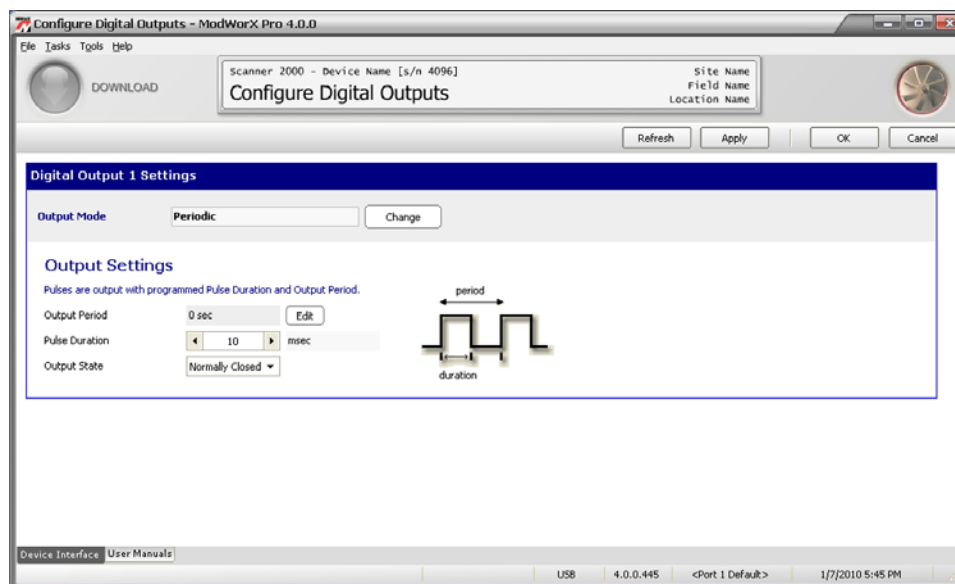 Configure Digital Outputs - ModWorX Pro 4.0.0
File Tasks Tools Help
DOWNLOAD
Scanner 2000 - Device Name [s/n 4096]
Configure Digital Outputs
Site Name
Field Name
Location Name
Refresh Apply OK Cancel
Digital Output 1 Settings
Output Mode Periodic Change
Output Settings
Pulses are output with programmed Pulse Duration and Output Period.
Output Period 0 sec Edit
Pulse Duration 10 msec
Output State Normally Closed
period
duration
Device Interface User Manuals
USB 4.0.0.445 <Port 1 Default> 1/7/2010 5:45 PM